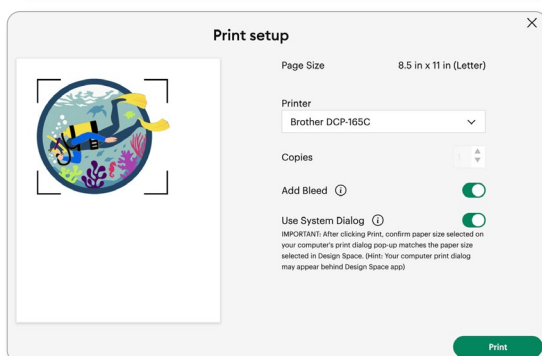 Print setup
Page Size 8.5 in x 11 in (Letter)
Printer
Brother DCP-165C
Copies
Add Bleed
Use System Dialog
IMPORTANT: After clicking Print, confirm paper size selected on
your computer's print dialog pop-up matches the paper size
selected in Design Space. (Hint: Your computer print dialog
may appear behind Design Space app)
Print